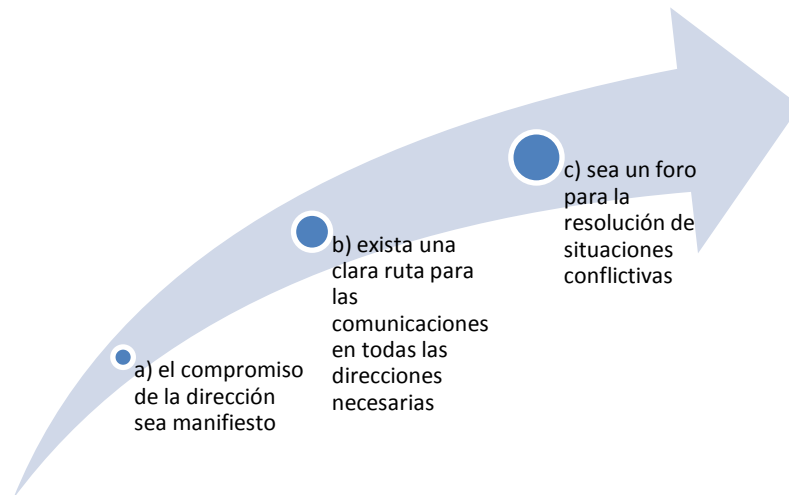 a) el compromiso
de la dirección
sea manifiesto
b) exista una
clara ruta para
las
comunicaciones
en todas las
direcciones
necesarias
c) sea un foro
para la
resolución de
situaciones
conflictivas